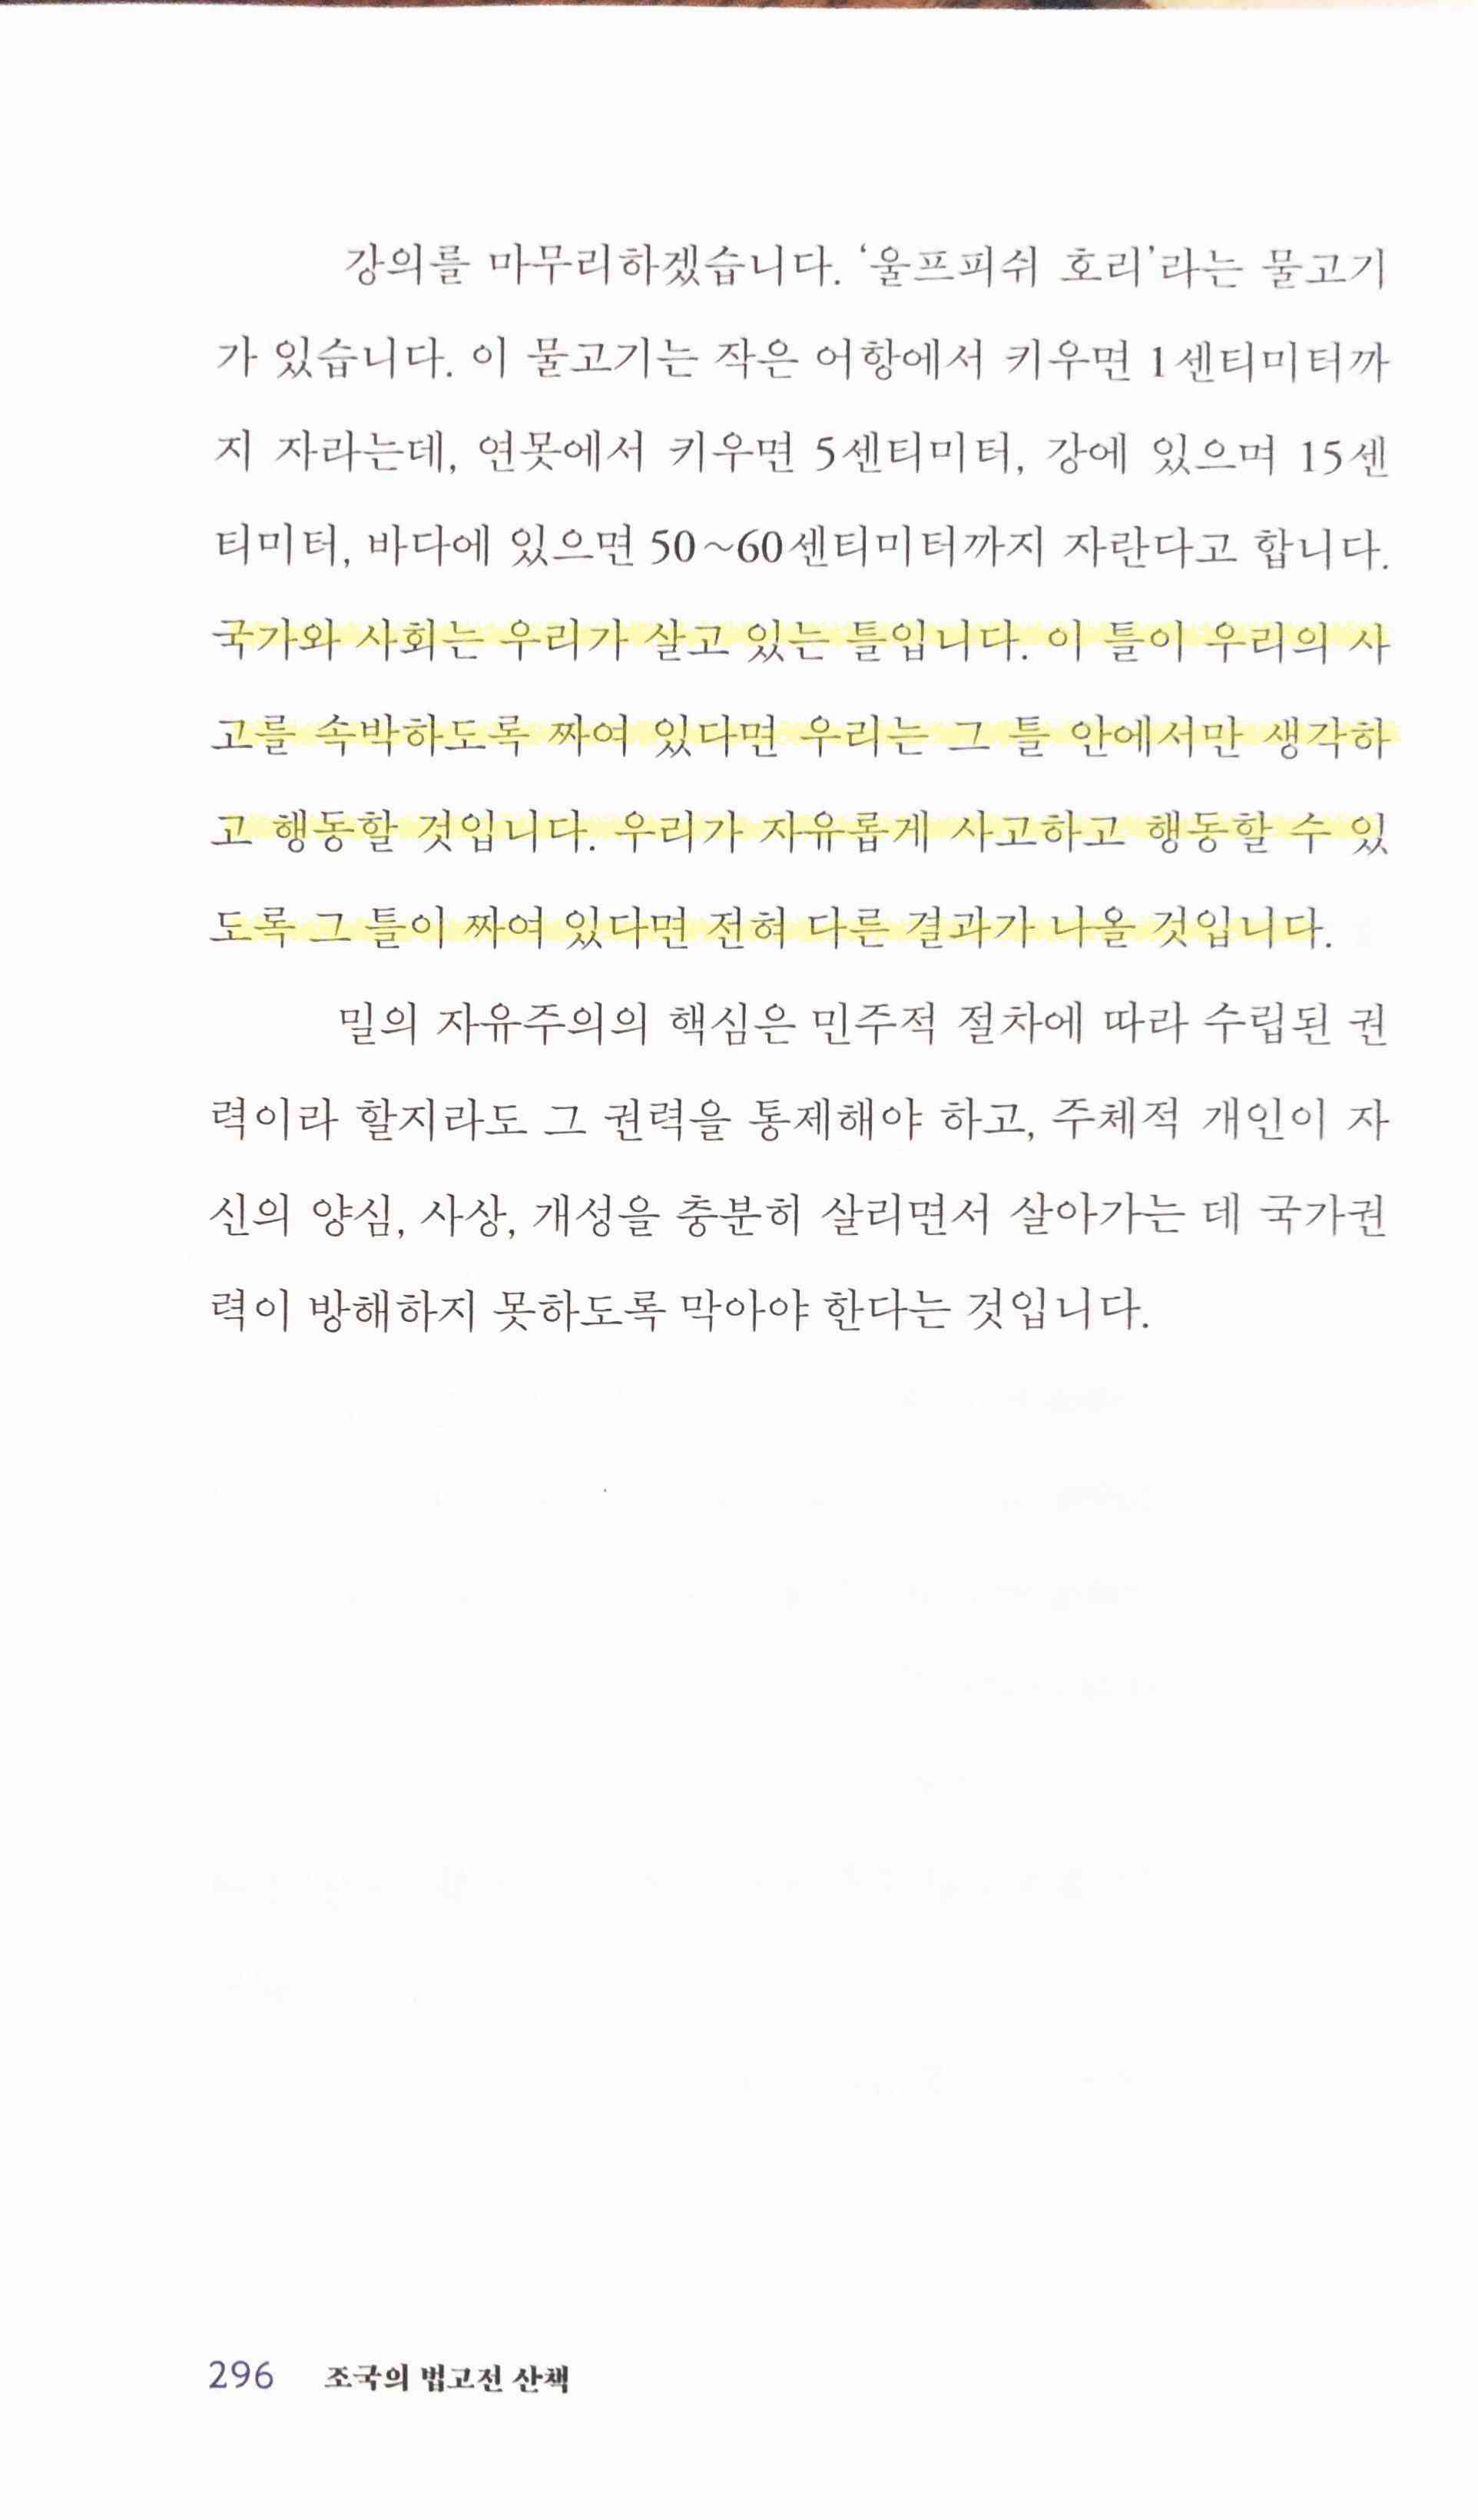 강의를 마무리하겠습니다. ‘울프피쉬 호리’라는 물고기
가 있습니다. 이 물고기는 작은 어항에서 키우면 1센티미터까
지 자라는데, 연못에서 키우면 5센티미터, 강에 있으며 15센
티미터, 바다에 있으면 50~60센티미터까지 자란다고 합니다.
국가와 사회는 우리가 살고 있는 틀입니다. 이 틀이 우리의 사
고를 속박하도록 짜여 있다면 우리는 그 틀 안에서만 생각하
고 행동할 것입니다. 우리가 자유롭게 사고하고 행동할 수 있
도록 그 틀이 짜여 있다면 전혀 다른 결과가 나올 것입니다.
밀의 자유주의의 핵심은 민주적 절차에 따라 수립된 권
력이라 할지라도 그 권력을 통제해야 하고, 주체적 개인이 자
신의 양심, 사상, 개성을 충분히 살리면서 살아가는 데 국가권
력이 방해하지 못하도록 막아야 한다는 것입니다.
296 조국의 법고전 산책